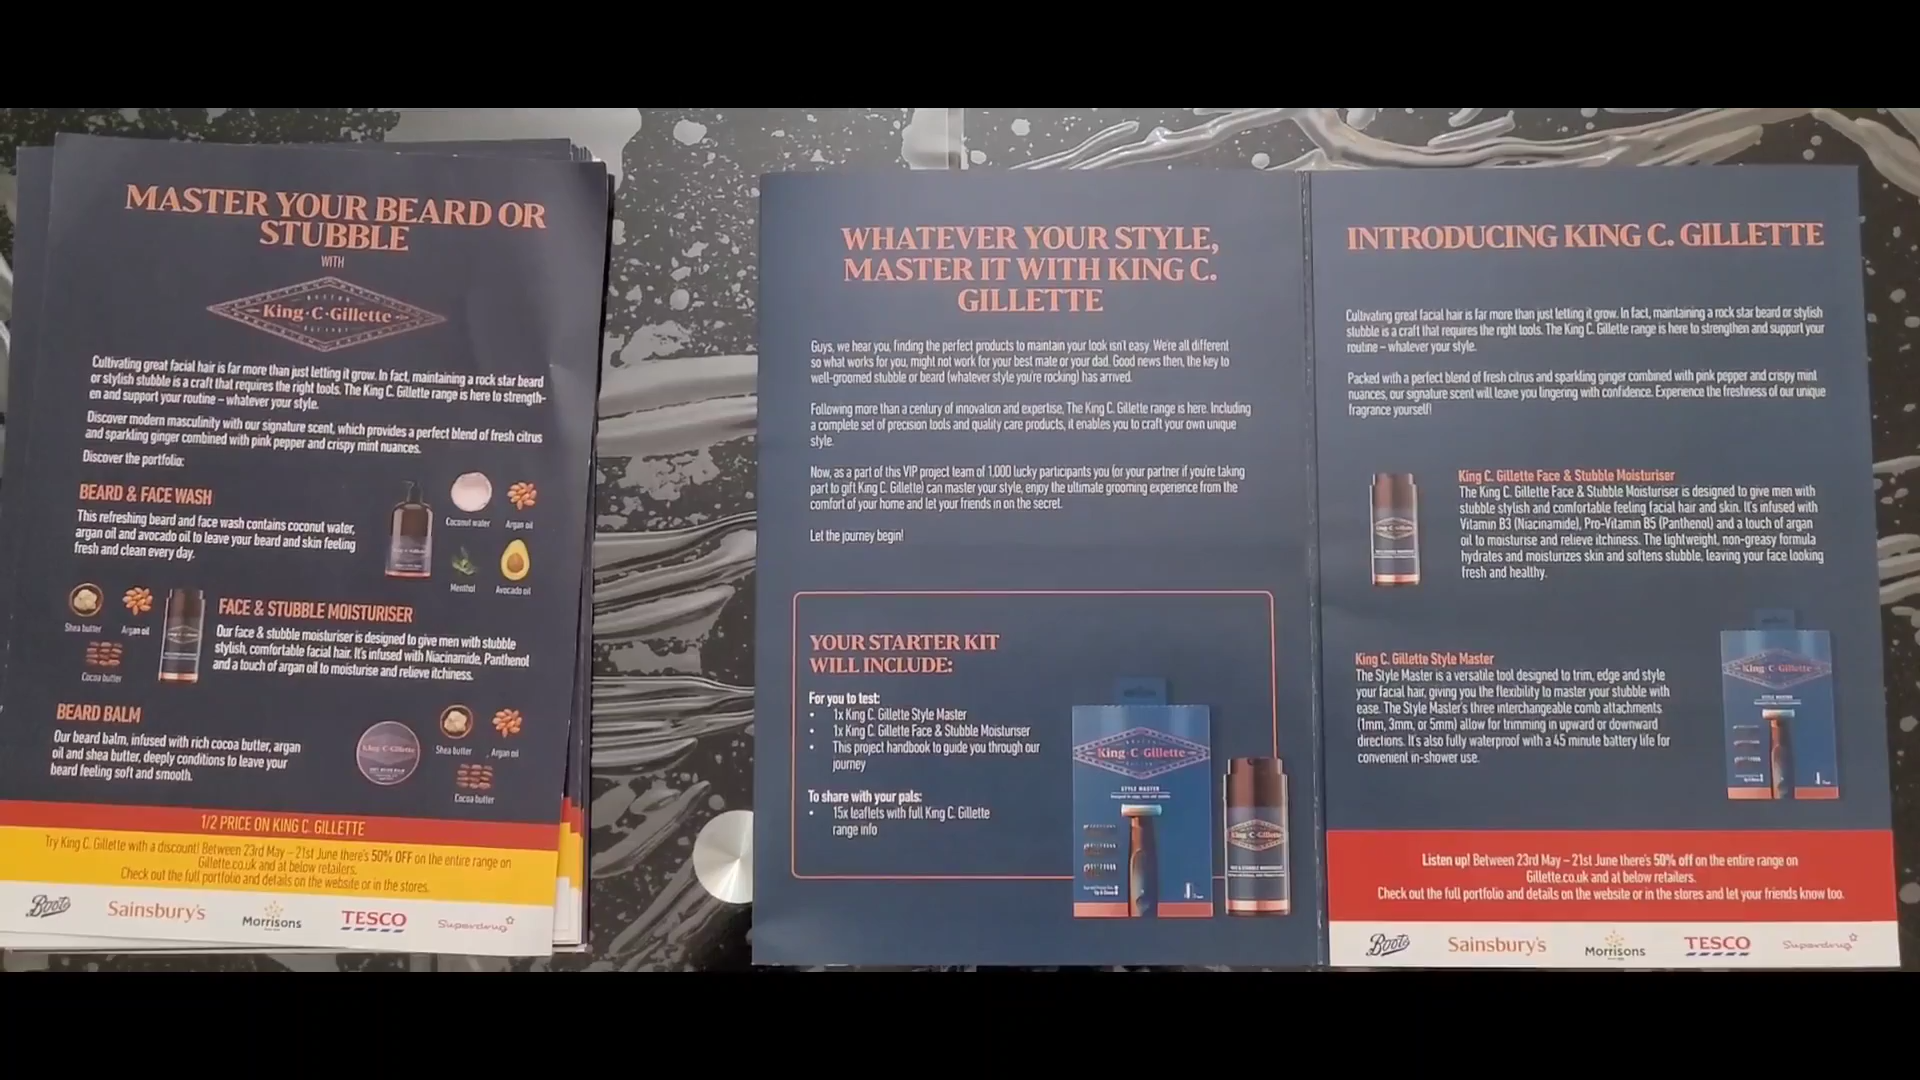 MASTER YOUR BEARD OR
STUBBLE
WITH
King·C·Gillette
Cultivating great facial hair is far more than just letting it grow. In fact, maintaining a rock star beard
or stylish stubble is a craft that requires the right tools. The King C. Gillette range is here to strength-
en and support your routine – whatever your style.
Discover modern masculinity with our signature scent, which provides a perfect blend of fresh citrus
and sparkling ginger combined with pink pepper and crispy mint nuances.
Discover the portfolio:
BEARD & FACE WASH
This refreshing beard and face wash contains coconut water,
argan oil and avocado oil to leave your beard and skin feeling
fresh and clean every day.
Coconut water
Argan oil
Menthol
Avocado oil
Shea butter
Argan oil
Cocoa butter
FACE & STUBBLE MOISTURISER
Our face & stubble moisturiser is designed to give men with stubble
stylish, comfortable facial hair. It's infused with Niacinamide, Panthenol
and a touch of argan oil to moisturise and relieve itchiness.
BEARD BALM
Our beard balm, infused with rich cocoa butter, argan
oil and shea butter, deeply conditions to leave your
beard feeling soft and smooth.
Shea butter
Argan oil
Cocoa butter
1/2 PRICE ON KING C. GILLETTE
Try King C. Gillette with a discount! Between 23rd May – 21st June there's 50% OFF on the entire range on
Gillette.co.uk and at below retailers.
Check out the full portfolio and details on the website or in the stores.
Boots
Sainsbury's
Morrisons
TESCO
Superdrug
WHATEVER YOUR STYLE,
MASTER IT WITH KING C.
GILLETTE
Guys, we hear you, finding the perfect products to maintain your look isn't easy. We're all different
so what works for you, might not work for your best mate or your dad. Good news then, the key to
well-groomed stubble or beard (whatever style you're rocking) has arrived.
Following more than a century of innovation and expertise, The King C. Gillette range is here. Including
a complete set of precision tools and quality care products, it enables you to craft your own unique
style.
Now, as a part of this VIP project team of 1,000 lucky participants you (or your partner if you're taking
part to gift King C. Gillette) can master your style, enjoy the ultimate grooming experience from the
comfort of your home and let your friends in on the secret.
Let the journey begin!
YOUR STARTER KIT
WILL INCLUDE:
For you to test:
• 1x King C. Gillette Style Master
• 1x King C. Gillette Face & Stubble Moisturiser
• This project handbook to guide you through our
journey
To share with your pals:
• 15x leaflets with full King C. Gillette
range info
King·C·Gillette
STYLE MASTER
King·C·Gillette
INTRODUCING KING C. GILLETTE
Cultivating great facial hair is far more than just letting it grow. In fact, maintaining a rock star beard or stylish
stubble is a craft that requires the right tools. The King C. Gillette range is here to strengthen and support your
routine – whatever your style.
Packed with a perfect blend of fresh citrus and sparkling ginger combined with pink pepper and crispy mint
nuances, our signature scent will leave you lingering with confidence. Experience the freshness of our unique
fragrance yourself!
King C. Gillette Face & Stubble Moisturiser
The King C. Gillette Face & Stubble Moisturiser is designed to give men with
stubble stylish and comfortable feeling facial hair and skin. It's infused with
Vitamin B3 (Niacinamide), Pro-Vitamin B5 (Panthenol) and a touch of argan
oil to moisturise and relieve itchiness. The lightweight, non-greasy formula
hydrates and moisturizes skin and softens stubble, leaving your face looking
fresh and healthy.
King C. Gillette Style Master
The Style Master is a versatile tool designed to trim, edge and style
your facial hair, giving you the flexibility to master your stubble with
ease. The Style Master's three interchangeable comb attachments
(1mm, 3mm, or 5mm) allow for trimming in upward or downward
directions. It's also fully waterproof with a 45 minute battery life for
convenient in-shower use.
King·C·Gillette
STYLE MASTER
Listen up! Between 23rd May – 21st June there's 50% off on the entire range on
Gillette.co.uk and at below retailers.
Check out the full portfolio and details on the website or in the stores and let your friends know too.
Boots
Sainsbury's
Morrisons
TESCO
Superdrug